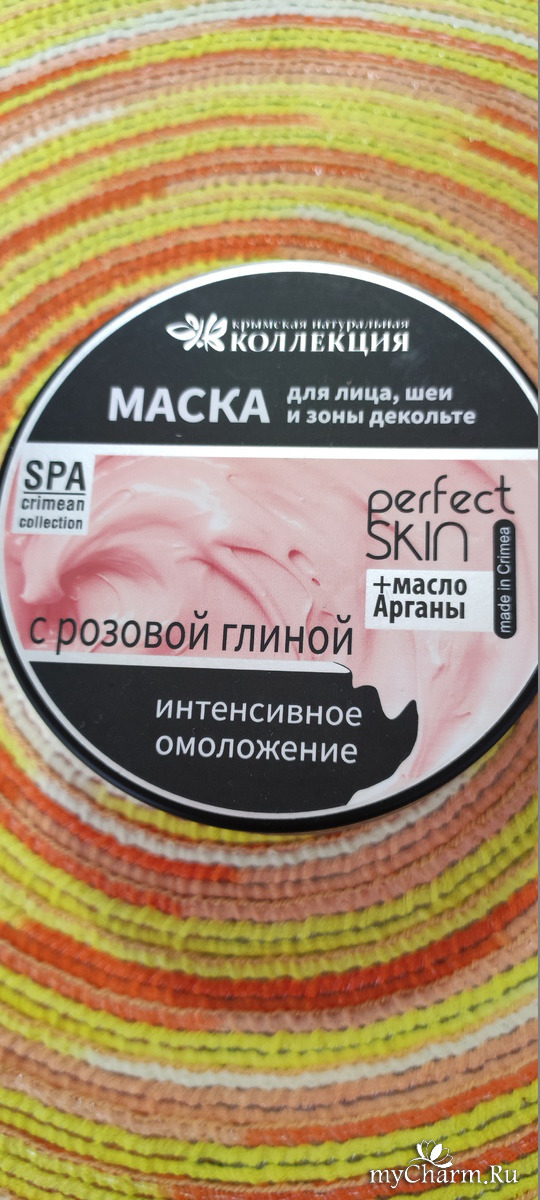 крымская натуральная
КОЛЛЕКЦИЯ
МАСКА
для лица, шеи
и зоны декольте
SPA
crimean
collection
perfect
SKIN
+масло
Арганы
made in Crimea
с розовой глиной
интенсивное
омоложение
myCharm.Ru